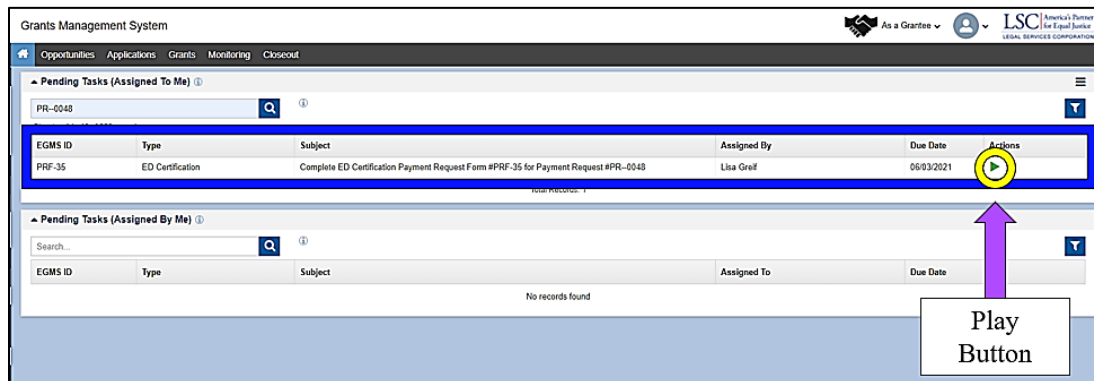 Grants Management System
As a Grantee
LSC America's Partner for Equal Justice
LEGAL SERVICES CORPORATION
Opportunities Applications Grants Monitoring Closeout
Pending Tasks (Assigned To Me)
PR--0048
EGMS ID Type Subject Assigned By Due Date Actions
PRF-35 ED Certification Complete ED Certification Payment Request Form #PRF-35 for Payment Request #PR--0048 Lisa Greif 06/03/2021
Total Records: 1
Pending Tasks (Assigned By Me)
Search...
EGMS ID Type Subject Assigned To Due Date
No records found
Play
Button